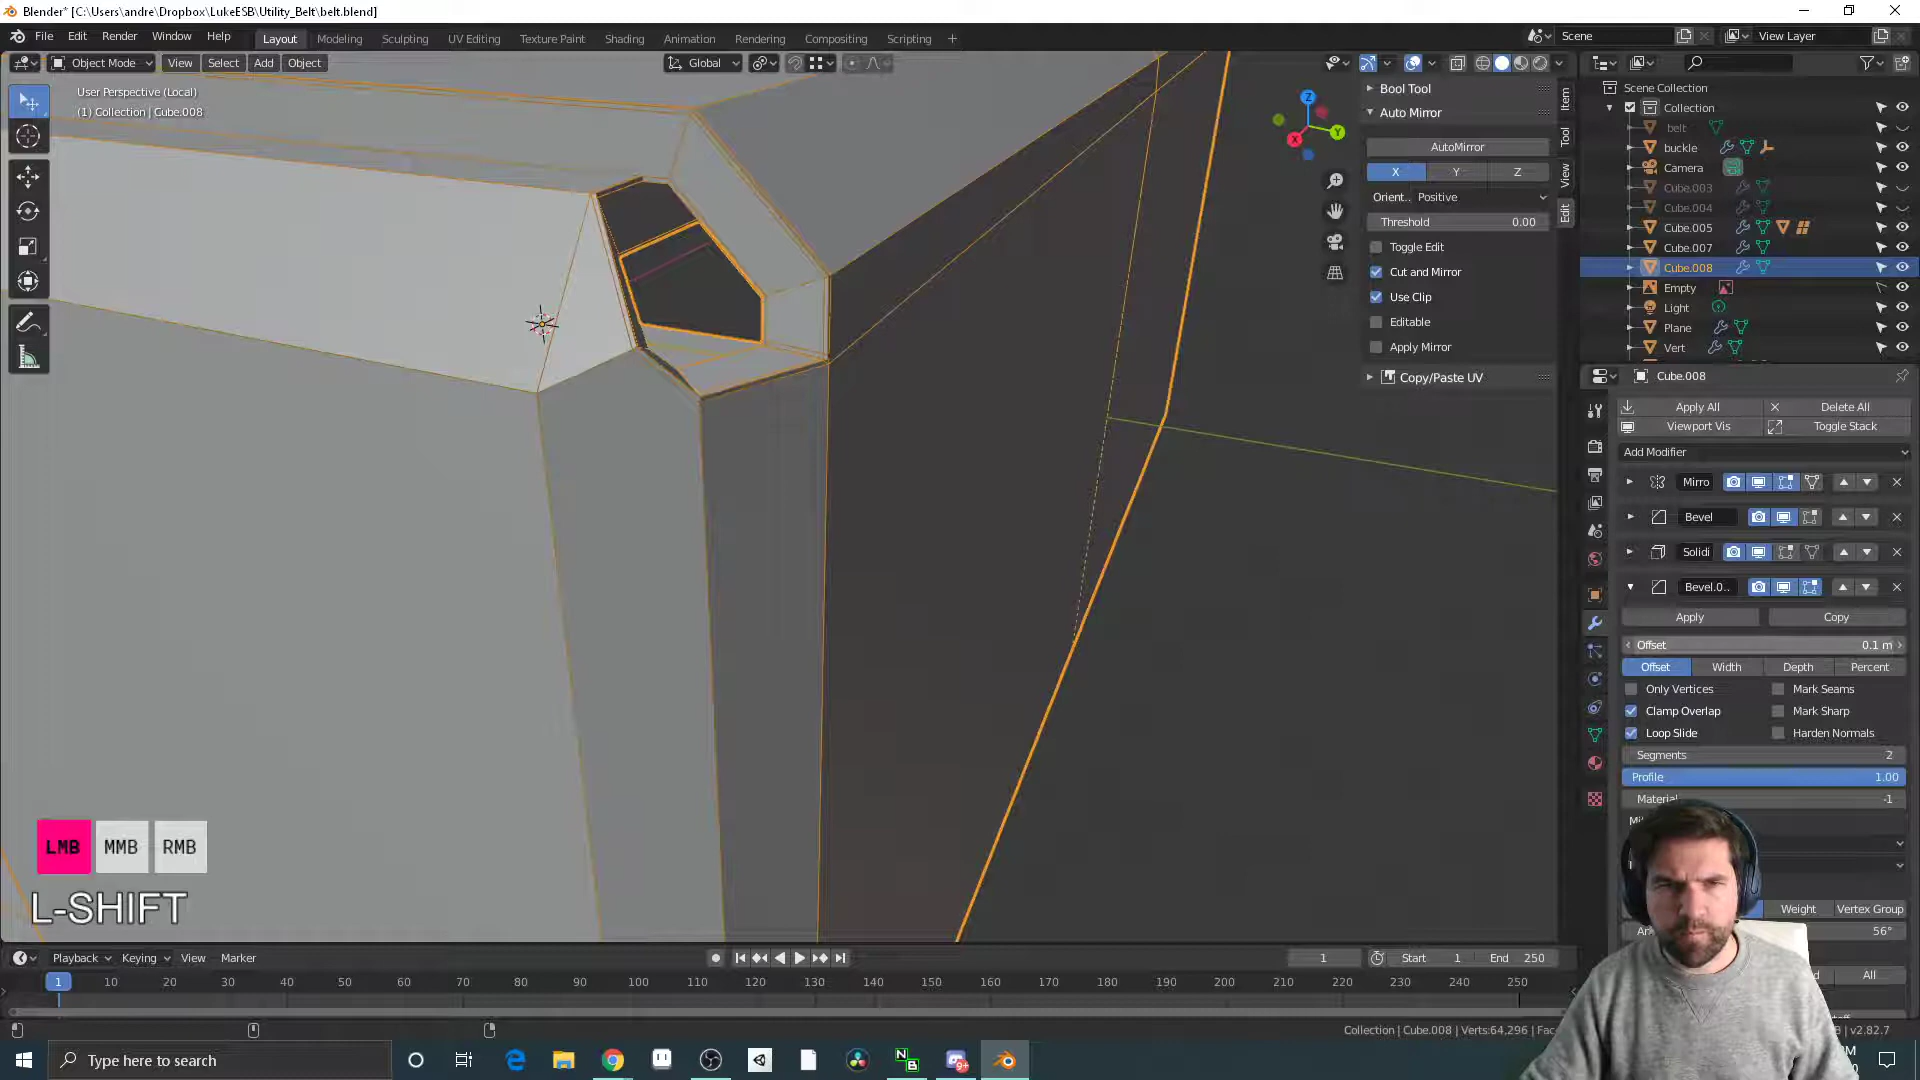 Blender* [C:\Users\andre\Dropbox\LukeESB\Utility_Belt\belt.blend]
File Edit Render Window Help Layout Modeling Sculpting UV Editing Texture Paint Shading Animation Rendering Compositing Scripting + Scene View Layer
Object Mode View Select Add Object Global
User Perspective (Local)
(1) Collection | Cube.008
Z
Y
X
Bool Tool
Auto Mirror
AutoMirror
X Y Z
Orient.. Positive
Threshold 0.00
Toggle Edit
Cut and Mirror
Use Clip
Editable
Apply Mirror
Copy/Paste UV
Item
Tool
View
Edit
Scene Collection
Collection
belt
buckle
Camera
Cube.003
Cube.004
Cube.005
Cube.007
Cube.008
Empty
Light
Plane
Vert
Cube.008
Apply All Delete All
Viewport Vis Toggle Stack
Add Modifier
Mirro
Bevel
Solidi
Bevel.0..
Apply Copy
Offset 0.1 m
Offset Width Depth Percent
Only Vertices Mark Seams
Clamp Overlap Mark Sharp
Loop Slide Harden Normals
Segments 2
Profile 1.00
Material -1
Weight Vertex Group
56°
All
LMB MMB RMB
L-SHIFT
Playback Keying View Marker 1 Start 1 End 250
1 10 20 30 40 50 60 70 80 90 100 110 120 130 140 150 160 170 180 190 200 210 220 230 240 250
Collection | Cube.008 | Verts:64,296 | Fac
v2.82.7
Type here to search